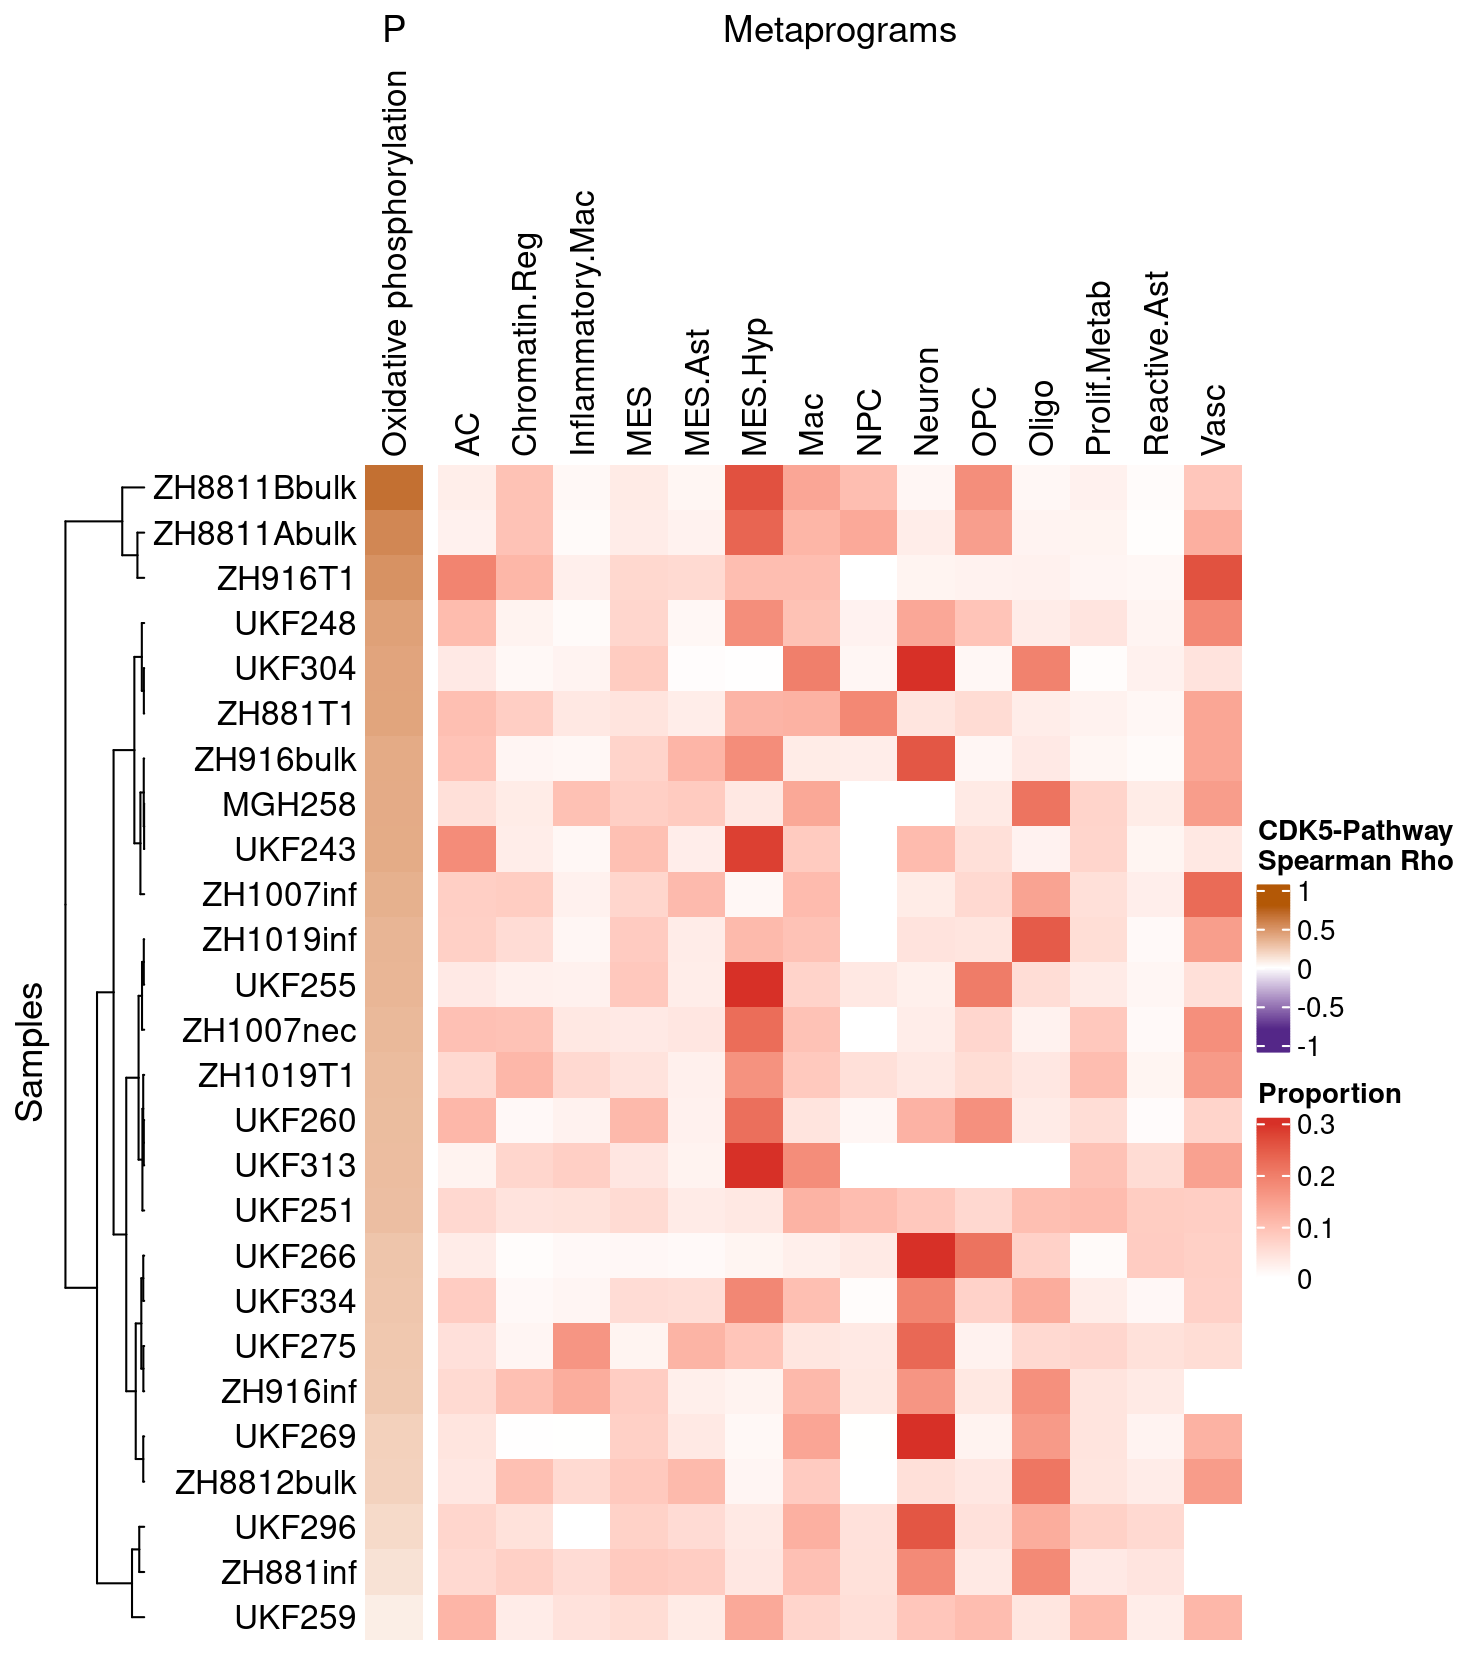 P
Metaprograms
Oxidative phosphorylation
AC
Chromatin.Reg
Inflammatory.Mac
MES
MES.Ast
MES.Hyp
Mac
NPC
Neuron
OPC
Oligo
Prolif.Metab
Reactive.Ast
Vasc
Samples
ZH8811Bbulk
ZH8811Abulk
ZH916T1
UKF248
UKF304
ZH881T1
ZH916bulk
MGH258
UKF243
ZH1007inf
ZH1019inf
UKF255
ZH1007nec
ZH1019T1
UKF260
UKF313
UKF251
UKF266
UKF334
UKF275
ZH916inf
UKF269
ZH8812bulk
UKF296
ZH881inf
UKF259
CDK5-Pathway
Spearman Rho
1
0.5
0
-0.5
-1
Proportion
0.3
0.2
0.1
0